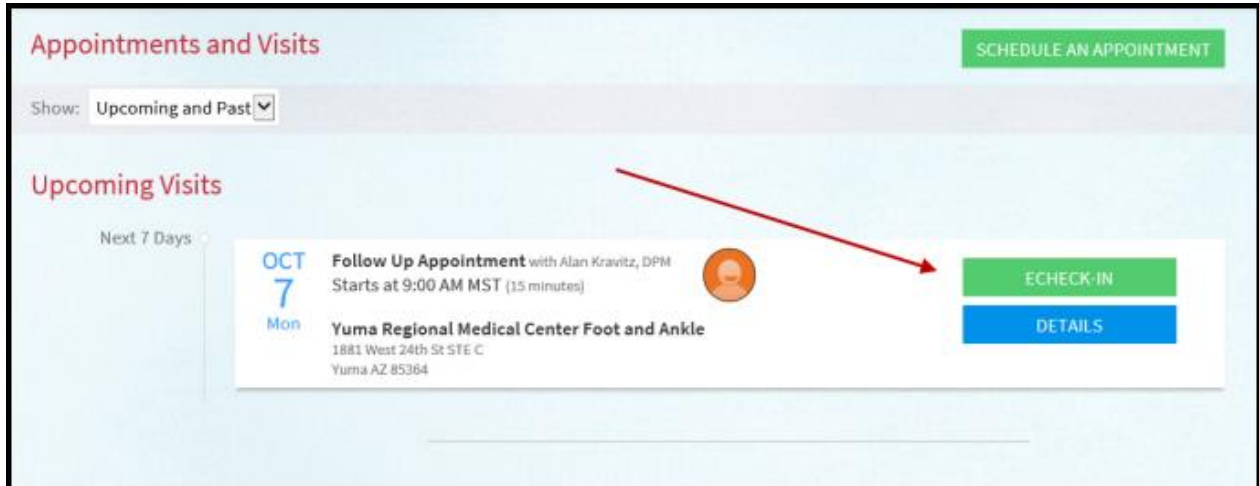 Appointments and Visits
SCHEDULE AN APPOINTMENT
Show: Upcoming and Past
Upcoming Visits
Next 7 Days
OCT
7
Mon
Follow Up Appointment with Alan Kravitz, DPM
Starts at 9:00 AM MST (15 minutes)
Yuma Regional Medical Center Foot and Ankle
1881 West 24th St STE C
Yuma AZ 85364
ECHECK-IN
DETAILS